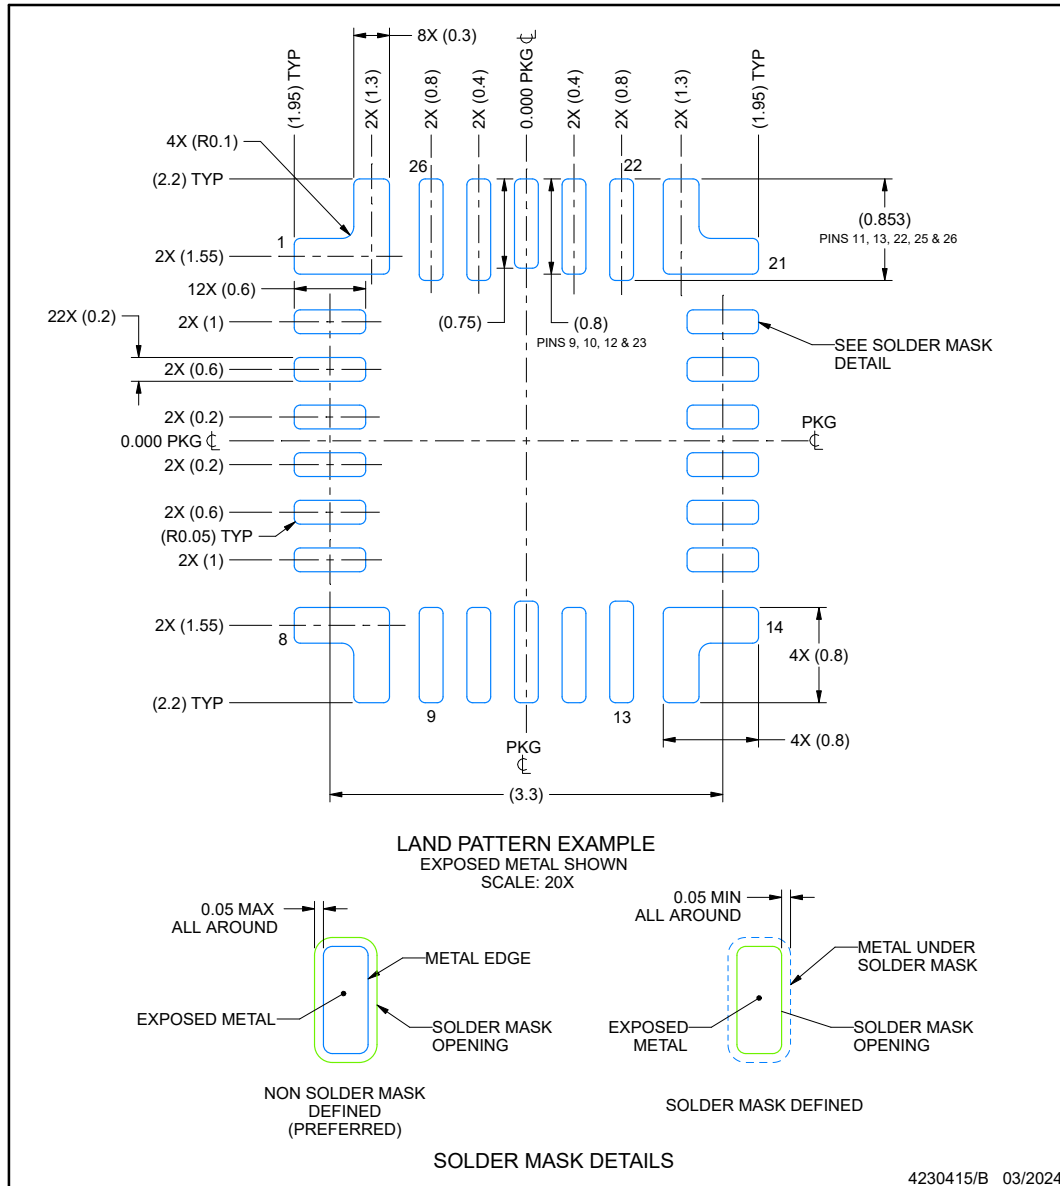 8X (0.3)
(1.95) TYP
2X (1.3)
2X (0.8)
2X (0.4)
0.000 PKG ℄
2X (0.4)
2X (0.8)
2X (1.3)
(1.95) TYP
4X (R0.1)
26
22
(2.2) TYP
(0.853)
PINS 11, 13, 22, 25 & 26
1
2X (1.55)
21
12X (0.6)
22X (0.2)
2X (1)
(0.75)
(0.8)
PINS 9, 10, 12 & 23
SEE SOLDER MASK
DETAIL
2X (0.6)
2X (0.2)
0.000 PKG ℄
PKG
℄
2X (0.2)
2X (0.6)
(R0.05) TYP
2X (1)
2X (1.55)
8
14
4X (0.8)
(2.2) TYP
9
13
4X (0.8)
PKG
℄
(3.3)
LAND PATTERN EXAMPLE
EXPOSED METAL SHOWN
SCALE: 20X
0.05 MAX
ALL AROUND
METAL EDGE
EXPOSED METAL
SOLDER MASK
OPENING
NON SOLDER MASK
DEFINED
(PREFERRED)
0.05 MIN
ALL AROUND
METAL UNDER
SOLDER MASK
EXPOSED
METAL
SOLDER MASK
OPENING
SOLDER MASK DEFINED
SOLDER MASK DETAILS
4230415/B 03/2024